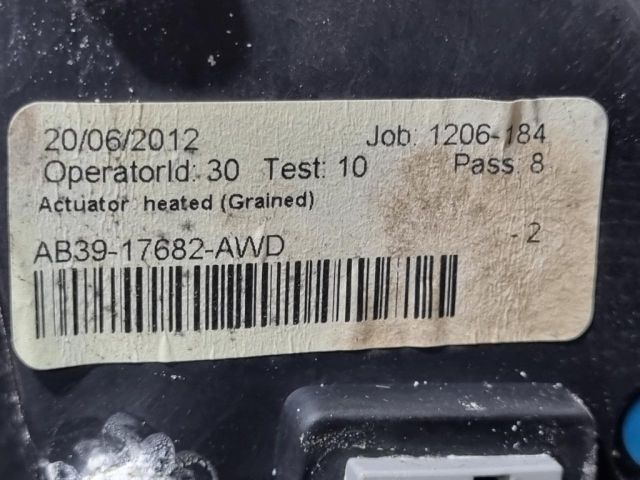 20/06/2012 Job: 1206-184
OperatorId: 30 Test: 10 Pass: 8
Actuator: heated (Grained)
- 2
AB39-17682-AWD